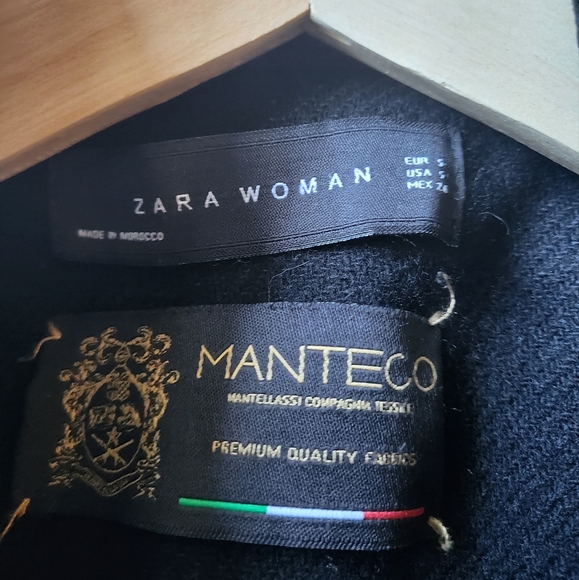 ZARA WOMAN
EUR S
USA S
MEX
MADE IN MOROCCO
MANTECO
MANTELLASSI COMPAGNIA TESSILE
PREMIUM QUALITY FABRICS